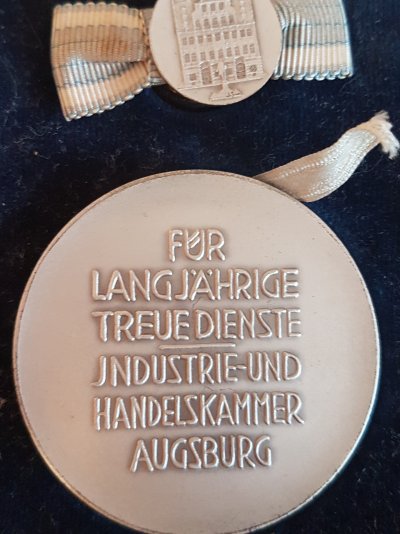 FÜR
LANGJÄHRIGE
TREUE DIENSTE
JNDUSTRIE-UND
HANDELSKAMMER
AUGSBURG